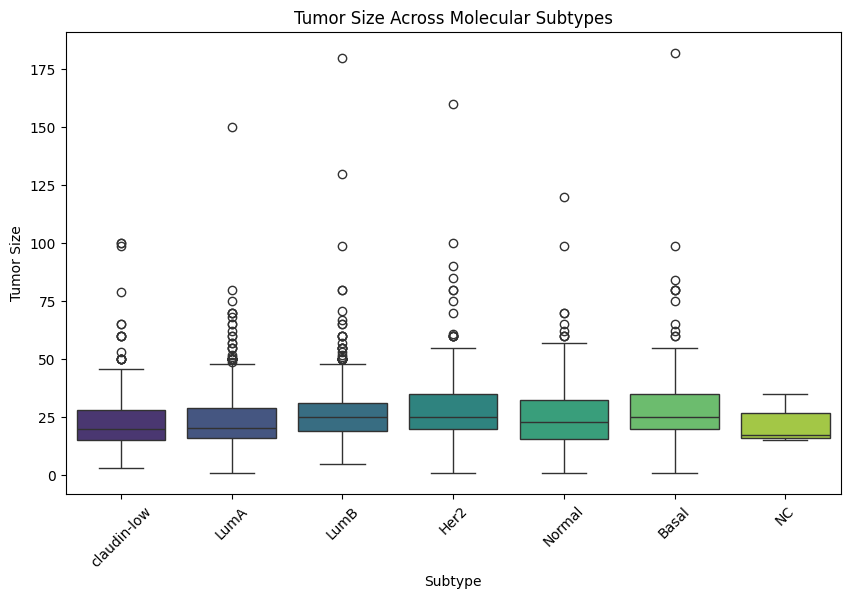 Tumor Size Across Molecular Subtypes
175
150
125
100
75
50
25
0
Tumor Size
claudin-low
LumA
LumB
Her2
Normal
Basal
NC
Subtype